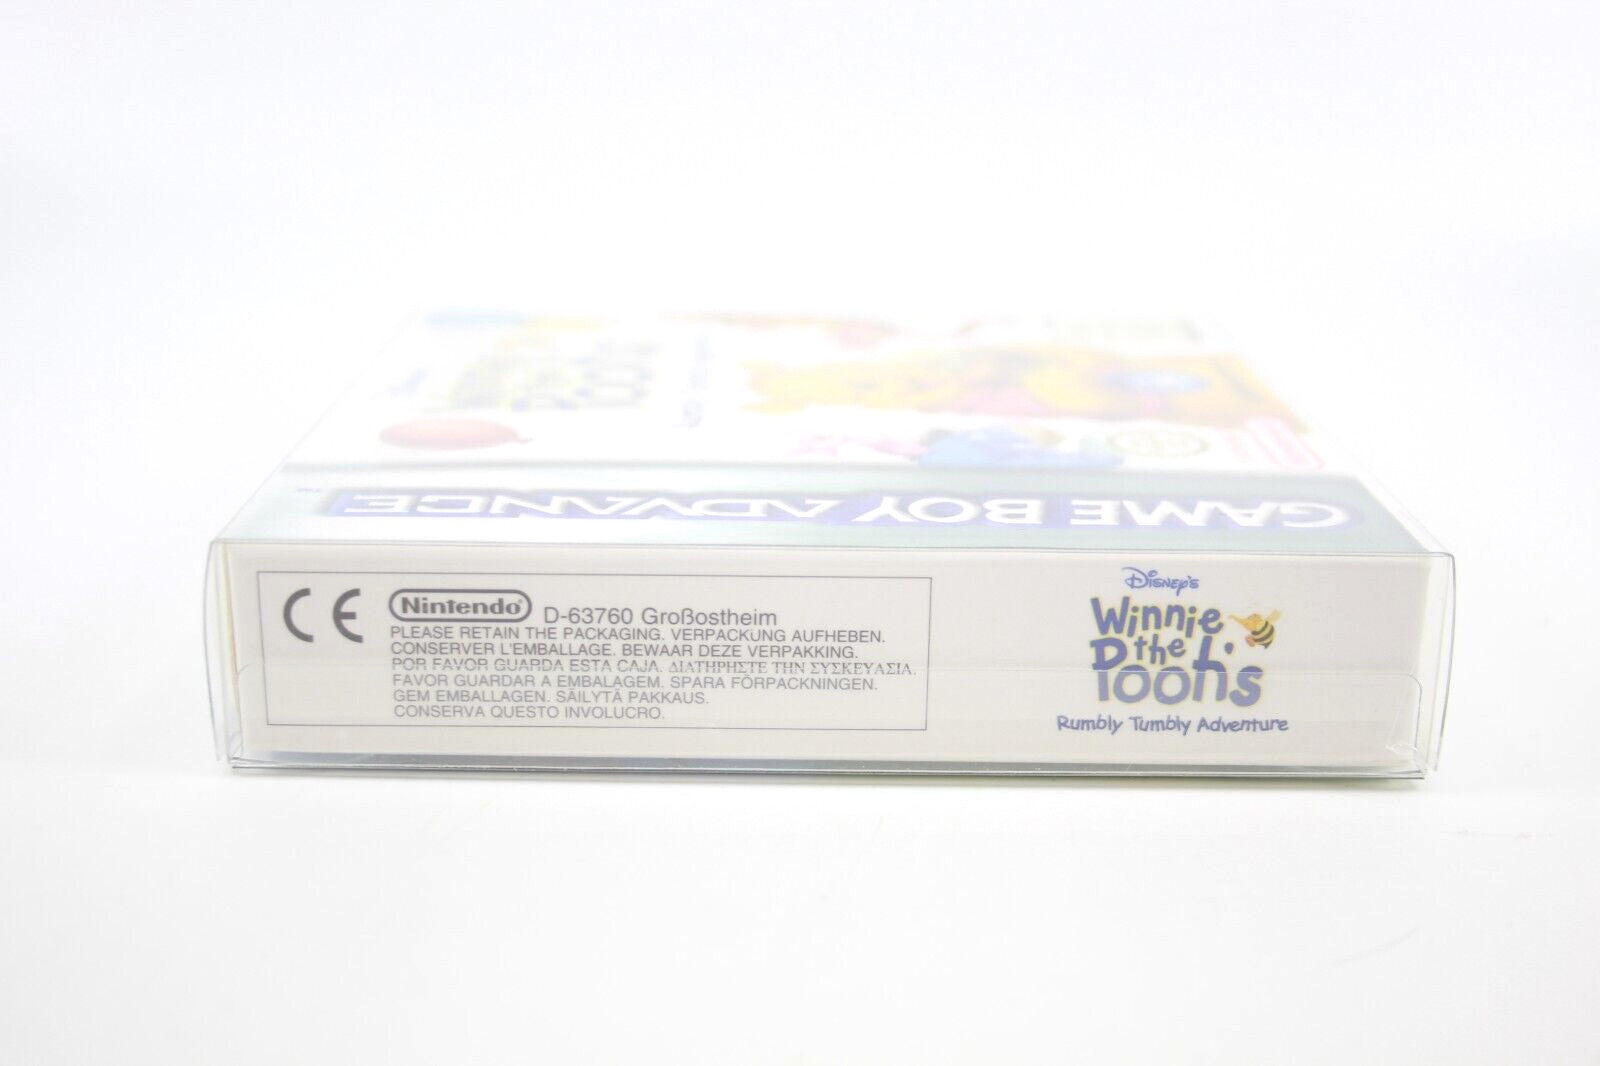 GAME BOY ADVANCE
™
CE
Nintendo D-63760 Großostheim
PLEASE RETAIN THE PACKAGING. VERPACKUNG AUFHEBEN.
CONSERVER L'EMBALLAGE. BEWAAR DEZE VERPAKKING.
POR FAVOR GUARDA ESTA CAJA. ΔΙΑΤΗΡΗΣΤΕ ΤΗΝ ΣΥΣΚΕΥΑΣΙΑ.
FAVOR GUARDAR A EMBALAGEM. SPARA FÖRPACKNINGEN.
GEM EMBALLAGEN. SÄILYTÄ PAKKAUS.
CONSERVA QUESTO INVOLUCRO.
Disney's
Winnie
the
Pooh's
Rumbly Tumbly Adventure